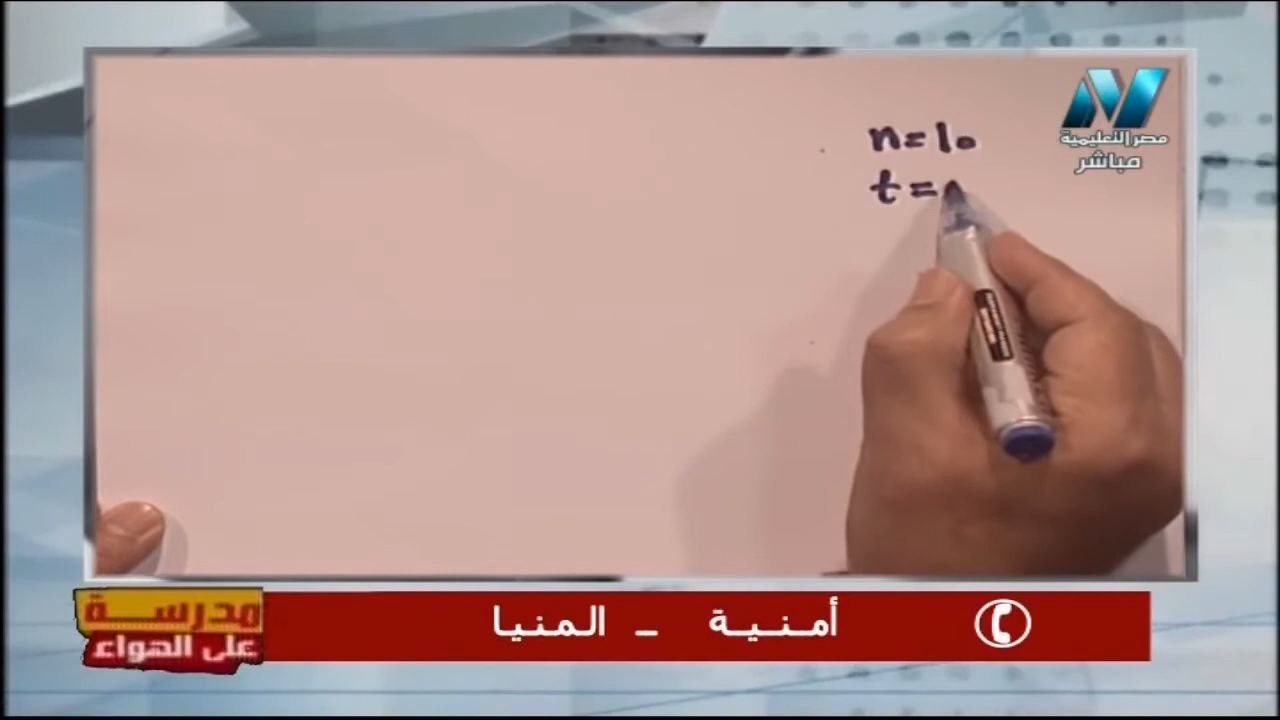 n=10
t=
مصر التعليمية
مباشر
أمنية - المنيا
مدرسة
على الهواء